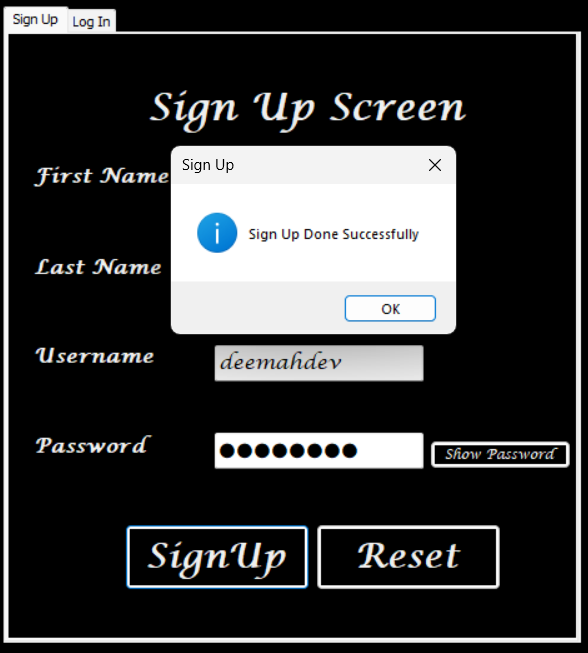 Sign Up Log In
Sign Up Screen
Sign Up
First Name
Sign Up Done Successfully
Last Name
OK
Username deemahdev
Password ●●●●●●●● Show Password
SignUp Reset